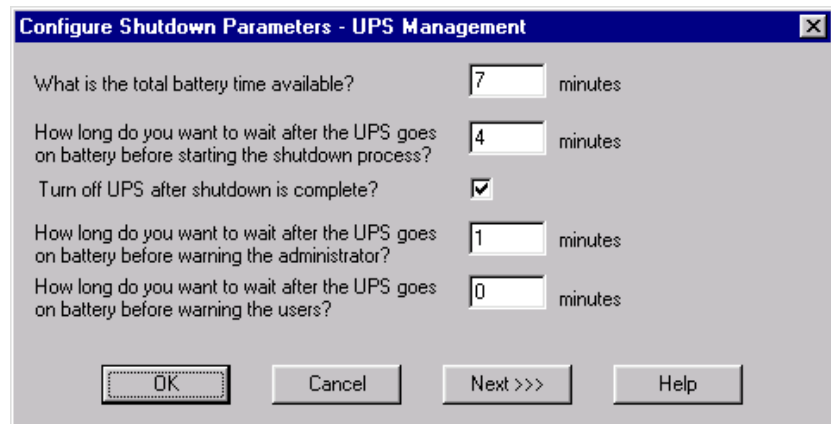 Configure Shutdown Parameters - UPS Management
What is the total battery time available? 7 minutes
How long do you want to wait after the UPS goes
on battery before starting the shutdown process? 4 minutes
Turn off UPS after shutdown is complete?
How long do you want to wait after the UPS goes
on battery before warning the administrator? 1 minutes
How long do you want to wait after the UPS goes
on battery before warning the users? 0 minutes
OK Cancel Next >>> Help